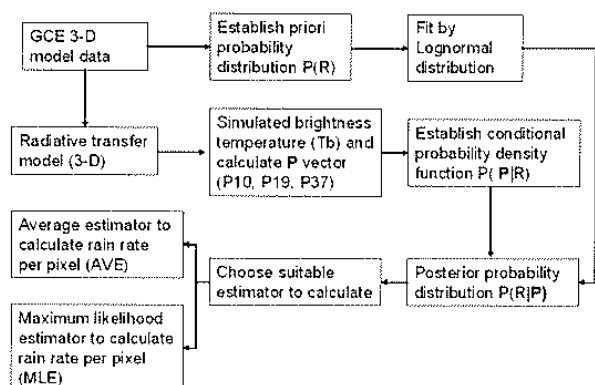 GCE 3-D
model data
Establish priori
probability
distribution P(R)
Fit by
Lognormal
distribution
Radiative transfer
model (3-D)
Simulated brightness
temperature (Tb) and
calculate P vector
(P10, P19, P37)
Establish conditional
probability density
function P( P|R)
Average estimator to
calculate rain rate
per pixel (AVE)
Choose suitable
estimator to calculate
Posterior probability
distribution P(R|P)
Maximum likelihood
estimator to calculate
rain rate per pixel
(MLE)